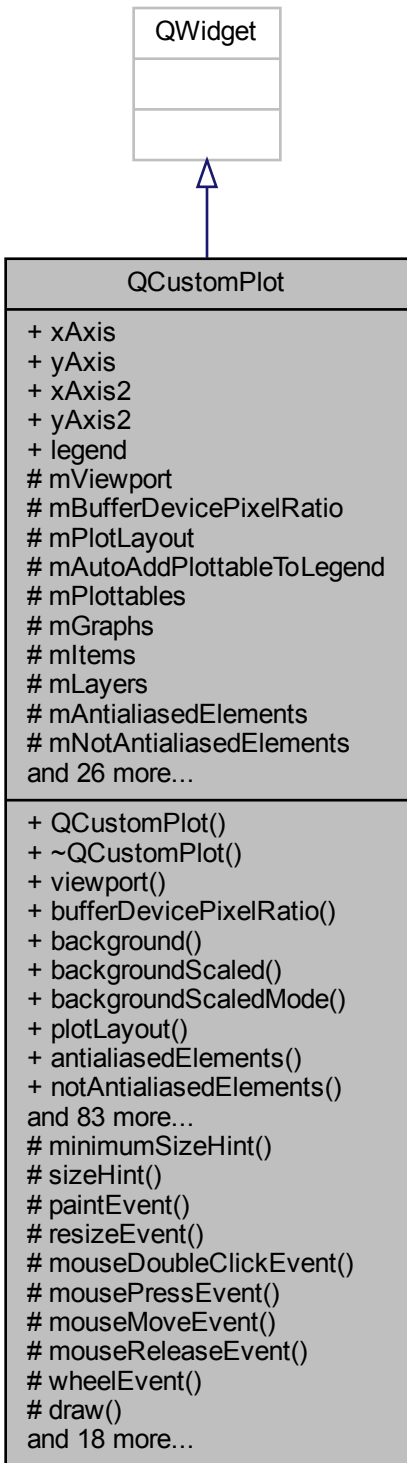 QWidget
QCustomPlot
+ xAxis
+ yAxis
+ xAxis2
+ yAxis2
+ legend
# mViewport
# mBufferDevicePixelRatio
# mPlotLayout
# mAutoAddPlottableToLegend
# mPlottables
# mGraphs
# mItems
# mLayers
# mAntialiasedElements
# mNotAntialiasedElements
and 26 more...
+ QCustomPlot()
+ ~QCustomPlot()
+ viewport()
+ bufferDevicePixelRatio()
+ background()
+ backgroundScaled()
+ backgroundScaledMode()
+ plotLayout()
+ antialiasedElements()
+ notAntialiasedElements()
and 83 more...
# minimumSizeHint()
# sizeHint()
# paintEvent()
# resizeEvent()
# mouseDoubleClickEvent()
# mousePressEvent()
# mouseMoveEvent()
# mouseReleaseEvent()
# wheelEvent()
# draw()
and 18 more...